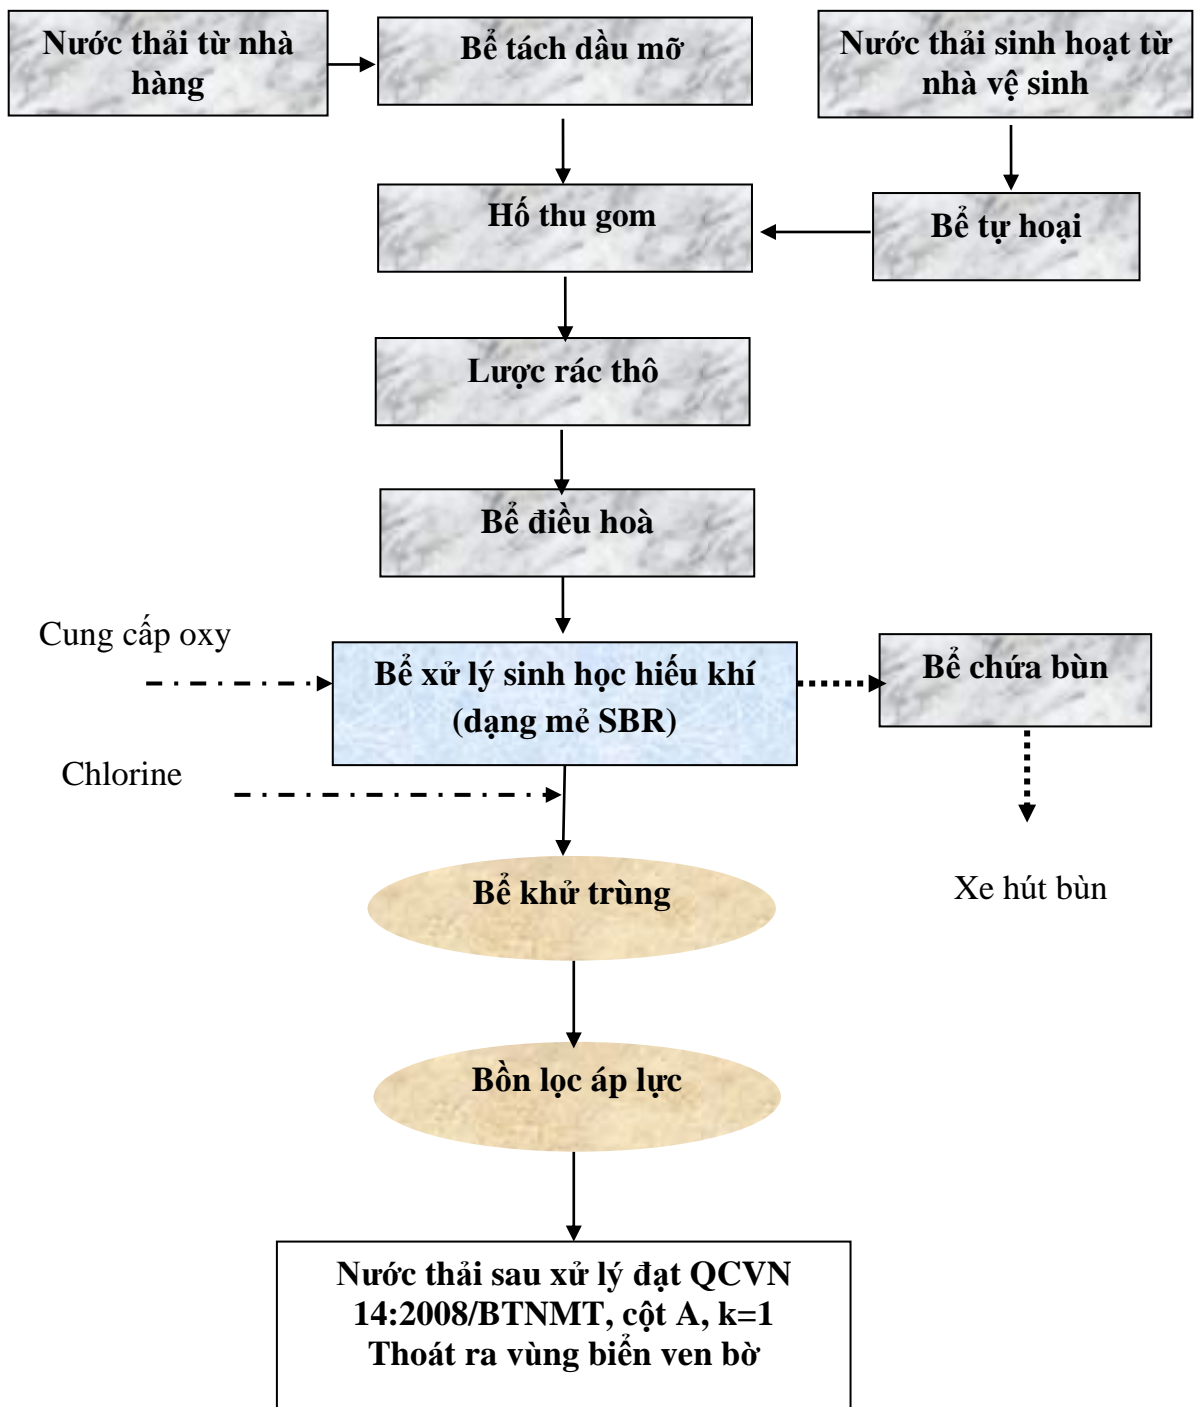 Nước thải từ nhà
hàng
Bể tách dầu mỡ
Nước thải sinh hoạt từ
nhà vệ sinh
Hố thu gom
Bể tự hoại
Lược rác thô
Bể điều hoà
Cung cấp oxy
Bể xử lý sinh học hiếu khí
(dạng mẻ SBR)
Bể chứa bùn
Chlorine
Bể khử trùng
Xe hút bùn
Bồn lọc áp lực
Nước thải sau xử lý đạt QCVN
14:2008/BTNMT, cột A, k=1
Thoát ra vùng biển ven bờ